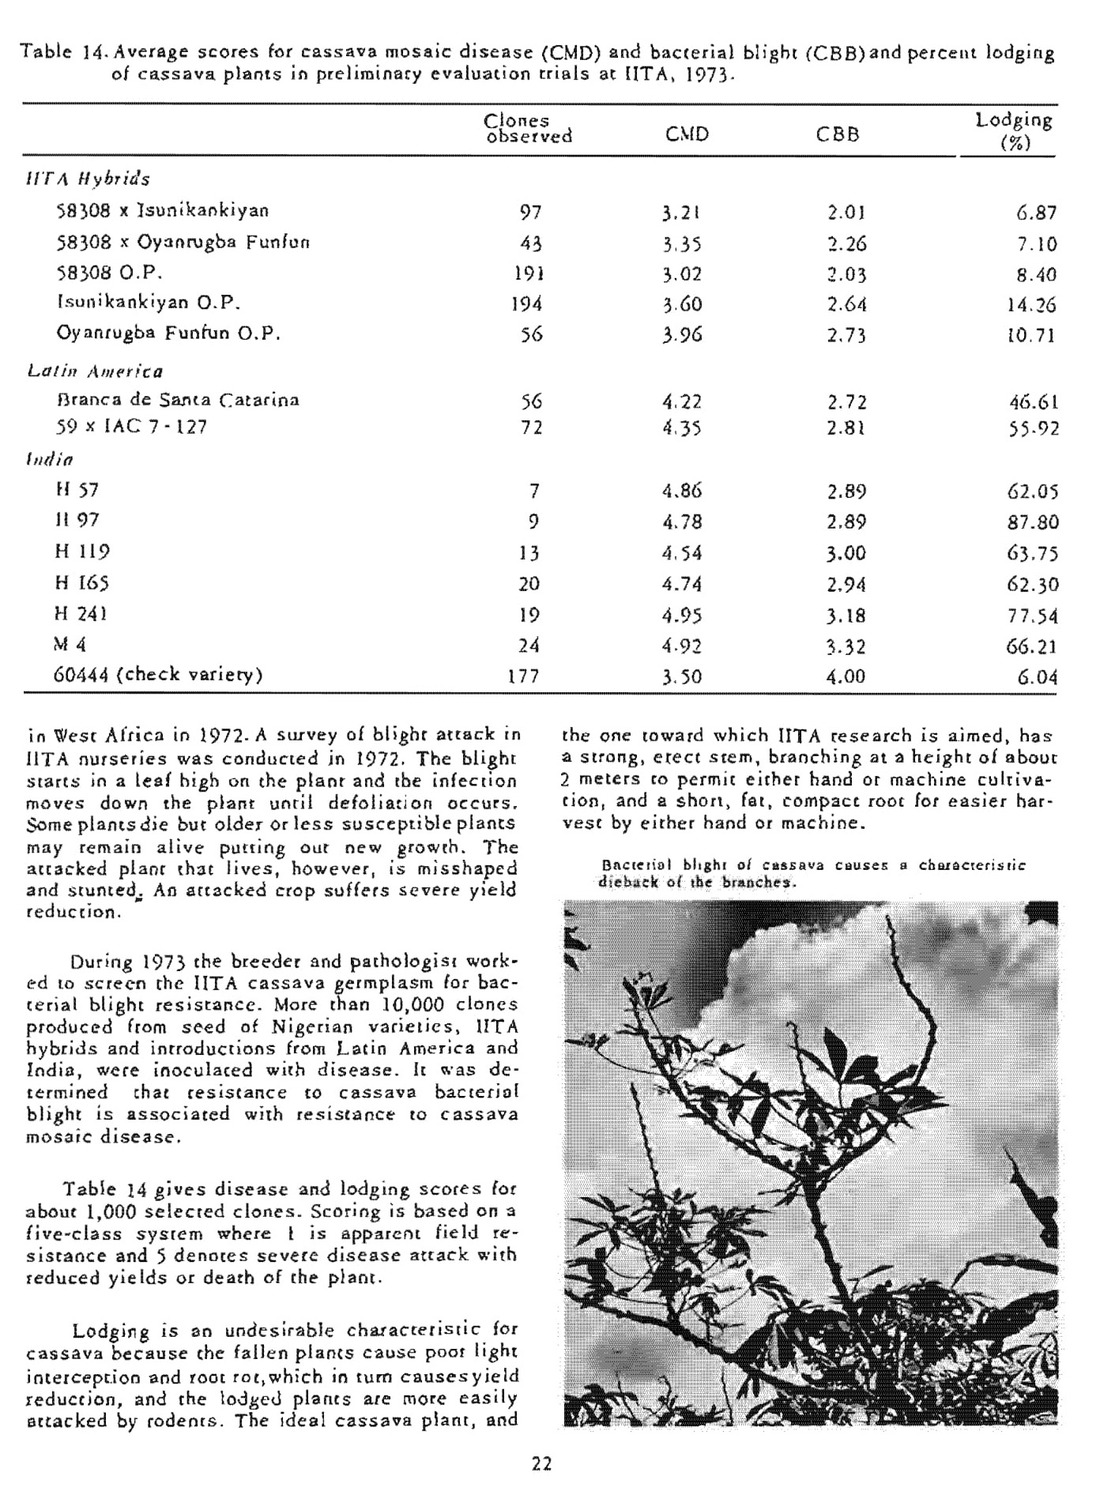 Table 14. Average scores for cassava mosaic disease (CMD) and bacterial blight (CBB) and percent lodging
of cassava plants in preliminary evaluation trials at IITA, 1973.
Clones observed CMD CBB Lodging (%)
IITA Hybrids
58308 x Isunikankiyan 97 3.21 2.01 6.87
58308 x Oyanrugba Funfun 43 3.35 2.26 7.10
58308 O.P. 191 3.02 2.03 8.40
Isunikankiyan O.P. 194 3.60 2.64 14.26
Oyanrugba Funfun O.P. 56 3.96 2.73 10.71
Latin America
Branca de Santa Catarina 56 4.22 2.72 46.61
59 x IAC 7-127 72 4.35 2.81 55.92
India
H 57 7 4.86 2.89 62.05
H 97 9 4.78 2.89 87.80
H 119 13 4.54 3.00 63.75
H 165 20 4.74 2.94 62.30
H 241 19 4.95 3.18 77.54
M 4 24 4.92 3.32 66.21
60444 (check variety) 177 3.50 4.00 6.04
in West Africa in 1972. A survey of blight attack in
IITA nurseries was conducted in 1972. The blight
starts in a leaf high on the plant and the infection
moves down the plant until defoliation occurs.
Some plants die but older or less susceptible plants
may remain alive putting out new growth. The
attacked plant that lives, however, is misshaped
and stunted. An attacked crop suffers severe yield
reduction.
During 1973 the breeder and pathologist work-
ed to screen the IITA cassava germplasm for bac-
terial blight resistance. More than 10,000 clones
produced from seed of Nigerian varieties, IITA
hybrids and introductions from Latin America and
India, were inoculated with disease. It was de-
termined that resistance to cassava bacterial
blight is associated with resistance to cassava
mosaic disease.
Table 14 gives disease and lodging scores for
about 1,000 selected clones. Scoring is based on a
five-class system where 1 is apparent field re-
sistance and 5 denotes severe disease attack with
reduced yields or death of the plant.
Lodging is an undesirable characteristic for
cassava because the fallen plants cause poor light
interception and root rot, which in turn causes yield
reduction, and the lodged plants are more easily
attacked by rodents. The ideal cassava plant, and
the one toward which IITA research is aimed, has
a strong, erect stem, branching at a height of about
2 meters to permit either hand or machine cultiva-
tion, and a short, fat, compact root for easier har-
vest by either hand or machine.
Bacterial blight of cassava causes a characteristic
dieback of the branches.
22